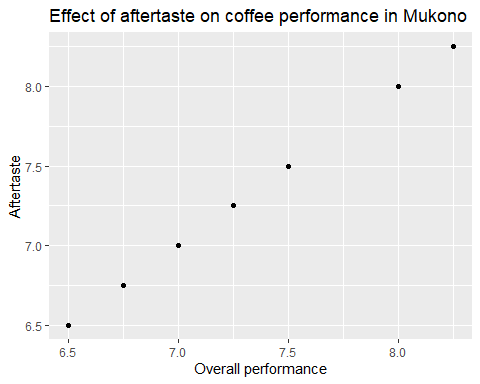 Effect of aftertaste on coffee performance in Mukono
Aftertaste
8.0
7.5
7.0
6.5
6.5 7.0 7.5 8.0
Overall performance